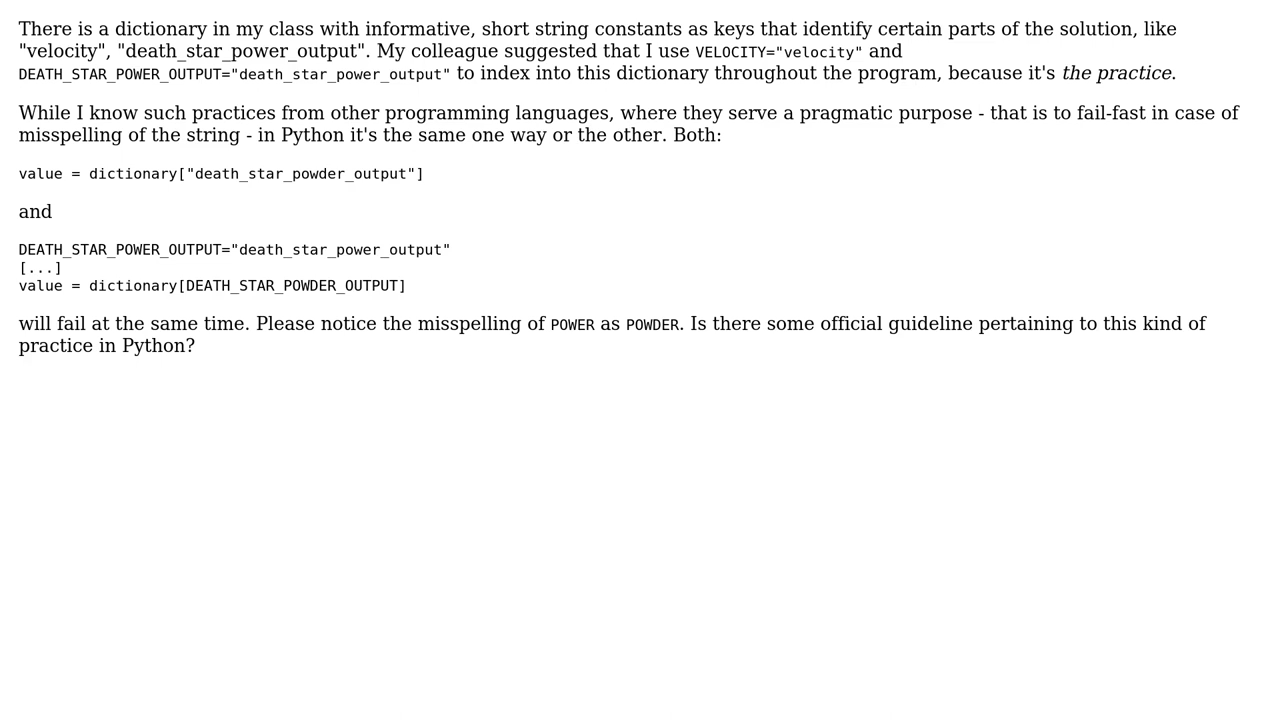 There is a dictionary in my class with informative, short string constants as keys that identify certain parts of the solution, like
"velocity", "death_star_power_output". My colleague suggested that I use VELOCITY="velocity" and
DEATH_STAR_POWER_OUTPUT="death_star_power_output" to index into this dictionary throughout the program, because it's the practice.
While I know such practices from other programming languages, where they serve a pragmatic purpose - that is to fail-fast in case of
misspelling of the string - in Python it's the same one way or the other. Both:
value = dictionary["death_star_powder_output"]
and
DEATH_STAR_POWER_OUTPUT="death_star_power_output"
[...]
value = dictionary[DEATH_STAR_POWDER_OUTPUT]
will fail at the same time. Please notice the misspelling of POWER as POWDER. Is there some official guideline pertaining to this kind of
practice in Python?